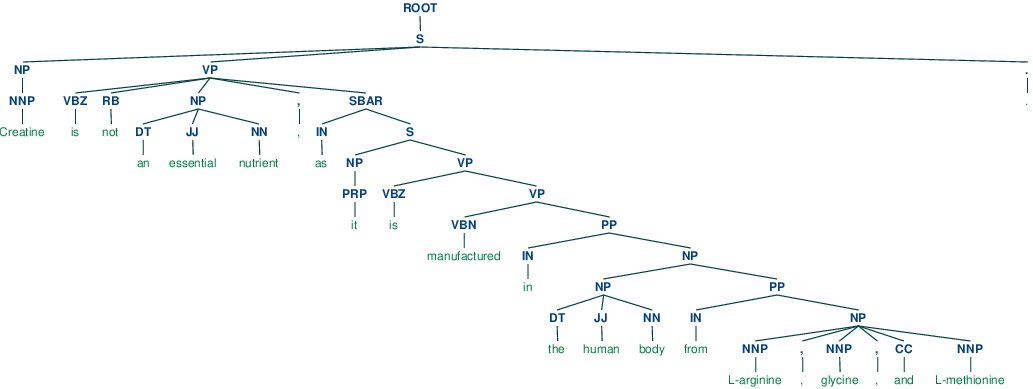 ROOT
S
NP VP .
NNP VBZ RB NP , SBAR
Creatine is not DT JJ NN , IN S
an essential nutrient as NP VP
PRP VBZ VP
it is VBN PP
manufactured IN NP
in NP PP
DT JJ NN IN NP
the human body from NNP , NNP , CC NNP
L-arginine , glycine , and L-methionine